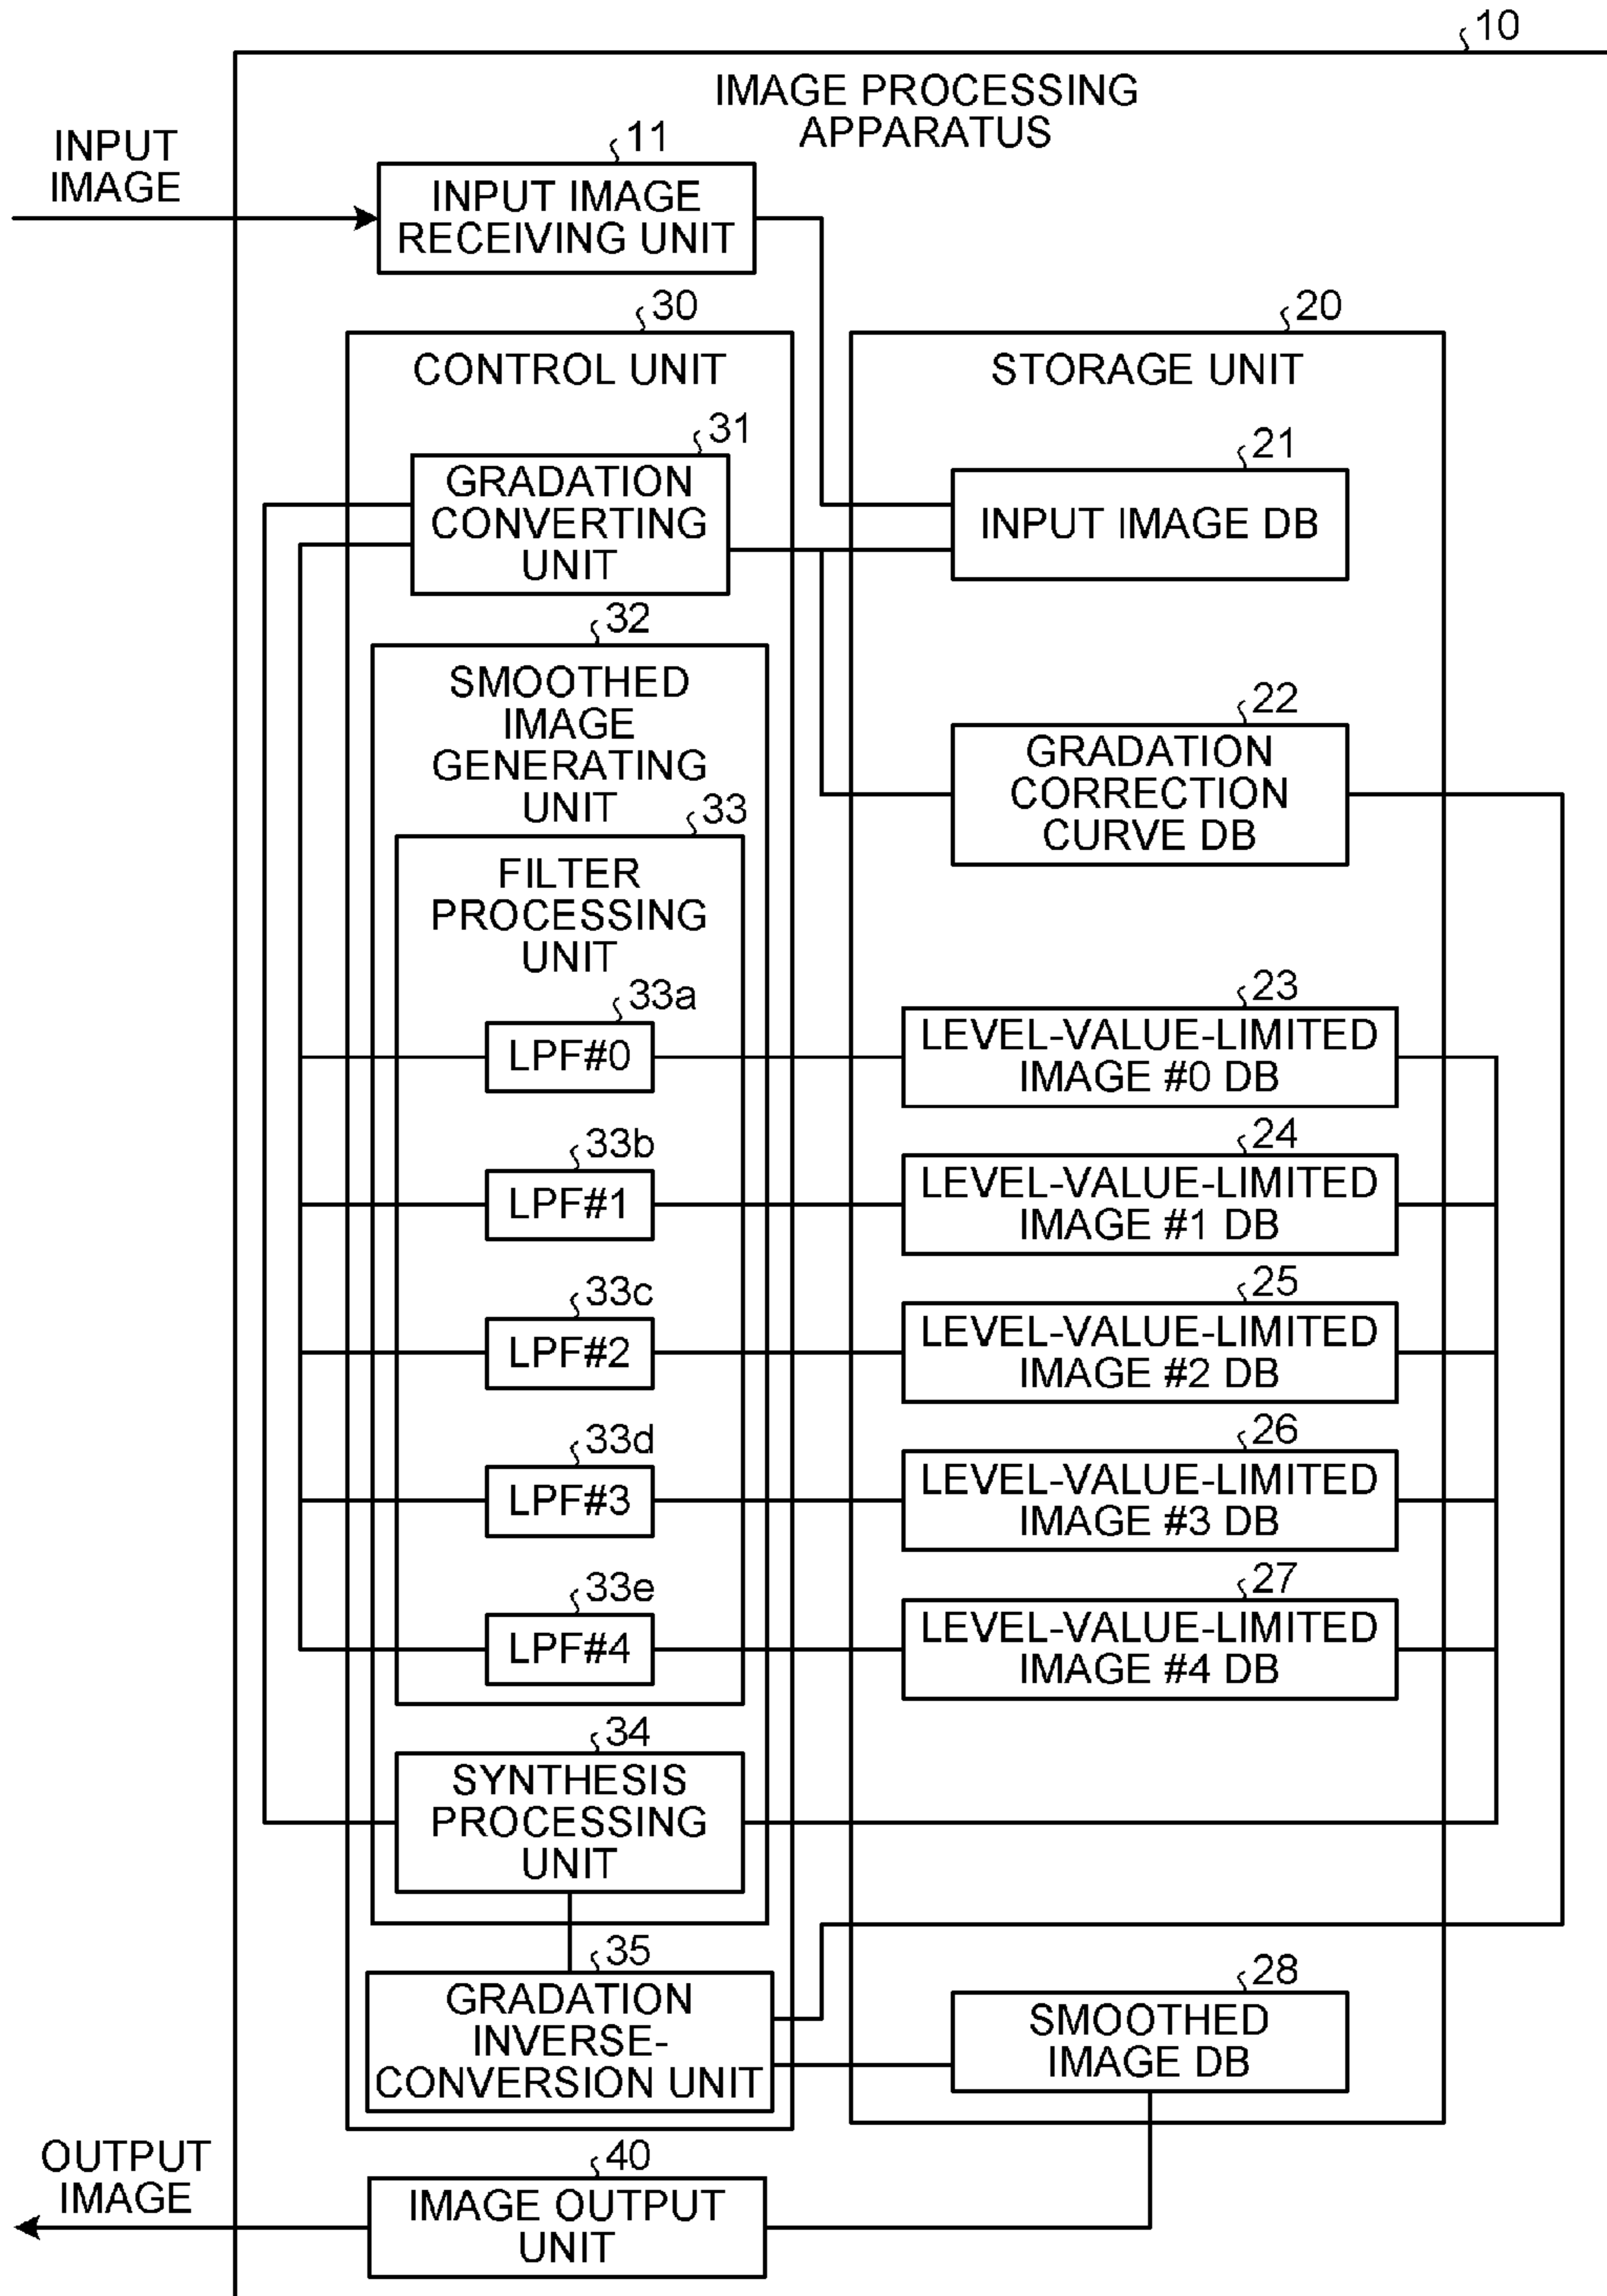 10
IMAGE PROCESSING
APPARATUS
INPUT
IMAGE
11
INPUT IMAGE
RECEIVING UNIT
30
CONTROL UNIT
20
STORAGE UNIT
31
GRADATION
CONVERTING
UNIT
21
INPUT IMAGE DB
32
SMOOTHED
IMAGE
GENERATING
UNIT
22
GRADATION
CORRECTION
CURVE DB
33
FILTER
PROCESSING
UNIT
33a
LPF#0
23
LEVEL-VALUE-LIMITED
IMAGE #0 DB
33b
LPF#1
24
LEVEL-VALUE-LIMITED
IMAGE #1 DB
33c
LPF#2
25
LEVEL-VALUE-LIMITED
IMAGE #2 DB
33d
LPF#3
26
LEVEL-VALUE-LIMITED
IMAGE #3 DB
33e
LPF#4
27
LEVEL-VALUE-LIMITED
IMAGE #4 DB
34
SYNTHESIS
PROCESSING
UNIT
35
GRADATION
INVERSE-
CONVERSION UNIT
28
SMOOTHED
IMAGE DB
OUTPUT
IMAGE
40
IMAGE OUTPUT
UNIT